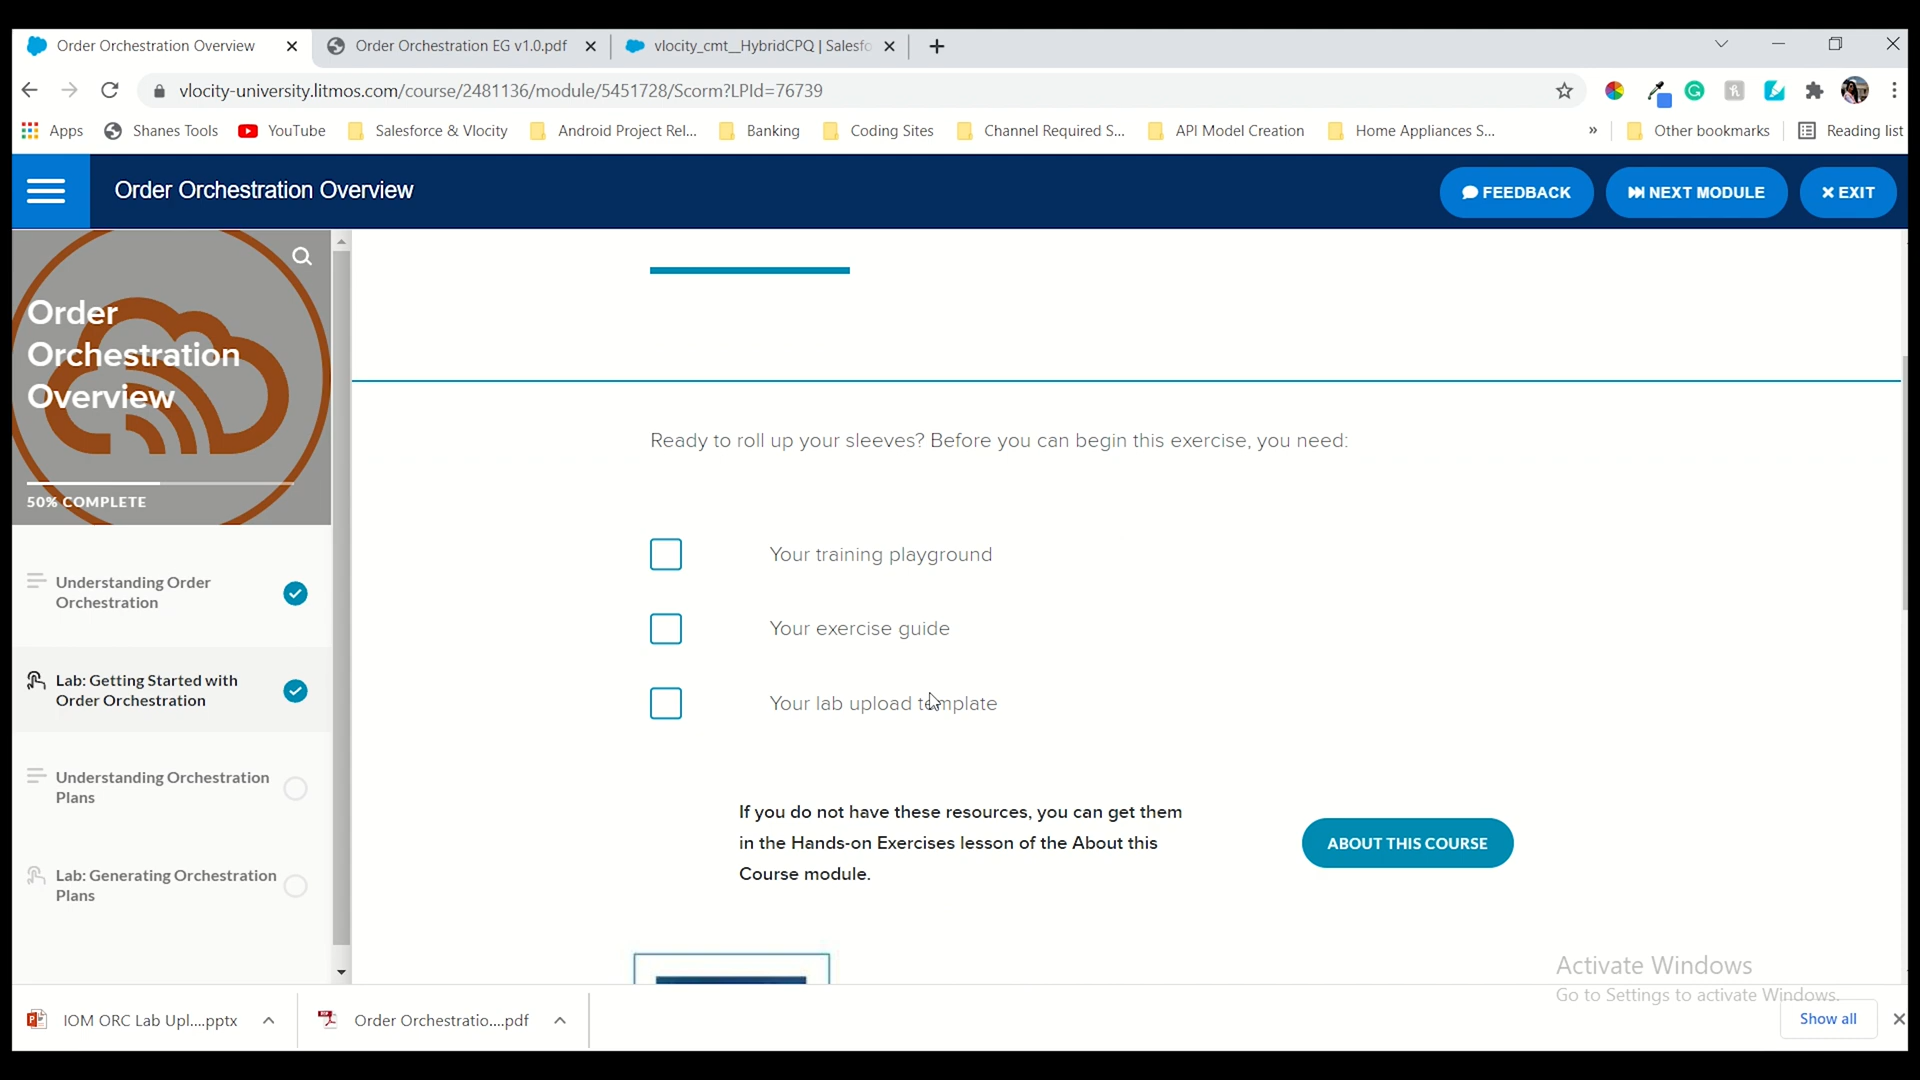 Order Orchestration Overview
Order Orchestration EG v1.0.pdf
vlocity_cmt__HybridCPQ | Salesfo
vlocity-university.litmos.com/course/2481136/module/5451728/Scorm?LPId=76739
Apps
Shanes Tools
YouTube
Salesforce & Vlocity
Android Project Rel...
Banking
Coding Sites
Channel Required S...
API Model Creation
Home Appliances S...
»
Other bookmarks
Reading list
Order Orchestration Overview
FEEDBACK
NEXT MODULE
EXIT
Order
Orchestration
Overview
50% COMPLETE
Understanding Order
Orchestration
Lab: Getting Started with
Order Orchestration
Understanding Orchestration
Plans
Lab: Generating Orchestration
Plans
Ready to roll up your sleeves? Before you can begin this exercise, you need:
Your training playground
Your exercise guide
Your lab upload template
If you do not have these resources, you can get them
in the Hands-on Exercises lesson of the About this
Course module.
ABOUT THIS COURSE
Activate Windows
Go to Settings to activate Windows.
IOM ORC Lab Upl....pptx
Order Orchestratio....pdf
Show all